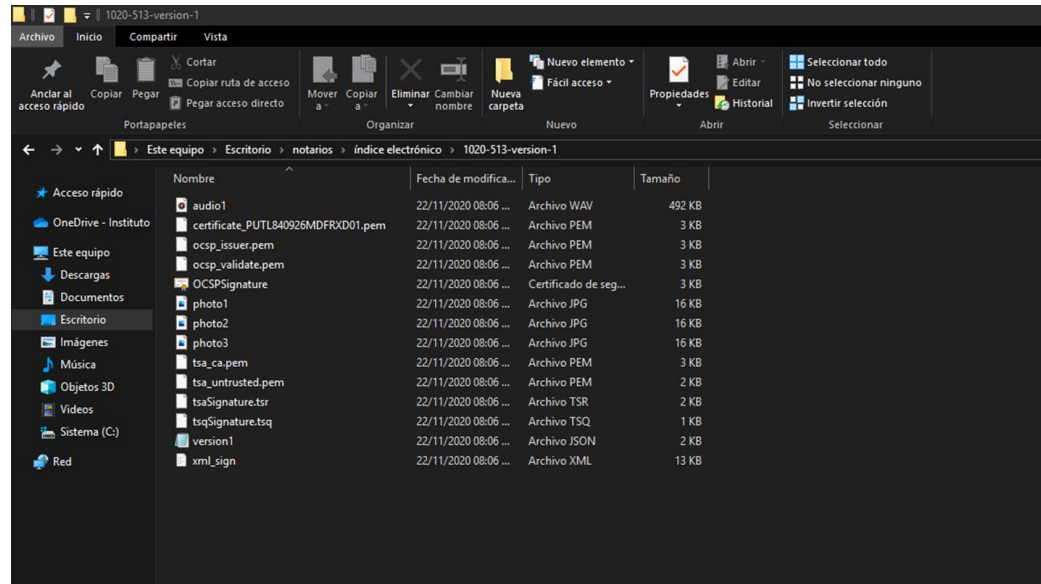 1020-513-version-1
Archivo Inicio Compartir Vista
Anclar al acceso rápido
Copiar
Pegar
Cortar
Copiar ruta de acceso
Pegar acceso directo
Mover a
Copiar a
Eliminar
Cambiar nombre
Nueva carpeta
Nuevo elemento
Fácil acceso
Propiedades
Abrir
Editar
Historial
Seleccionar todo
No seleccionar ninguno
Invertir selección
Portapapeles Organizar Nuevo Abrir Seleccionar
Este equipo > Escritorio > notarios > índice electrónico > 1020-513-version-1
Acceso rápido
OneDrive - Instituto
Este equipo
Descargas
Documentos
Escritorio
Imágenes
Música
Objetos 3D
Videos
Sistema (C:)
Red
Nombre Fecha de modifica... Tipo Tamaño
audio1 22/11/2020 08:06 ... Archivo WAV 492 KB
certificate_PUTL840926MDFRXD01.pem 22/11/2020 08:06 ... Archivo PEM 3 KB
ocsp_issuer.pem 22/11/2020 08:06 ... Archivo PEM 3 KB
ocsp_validate.pem 22/11/2020 08:06 ... Archivo PEM 3 KB
OCSPSignature 22/11/2020 08:06 ... Certificado de seg... 3 KB
photo1 22/11/2020 08:06 ... Archivo JPG 16 KB
photo2 22/11/2020 08:06 ... Archivo JPG 16 KB
photo3 22/11/2020 08:06 ... Archivo JPG 16 KB
tsa_ca.pem 22/11/2020 08:06 ... Archivo PEM 3 KB
tsa_untrusted.pem 22/11/2020 08:06 ... Archivo PEM 2 KB
tsaSignature.tsr 22/11/2020 08:06 ... Archivo TSR 2 KB
tsqSignature.tsq 22/11/2020 08:06 ... Archivo TSQ 1 KB
version1 22/11/2020 08:06 ... Archivo JSON 2 KB
xml_sign 22/11/2020 08:06 ... Archivo XML 13 KB